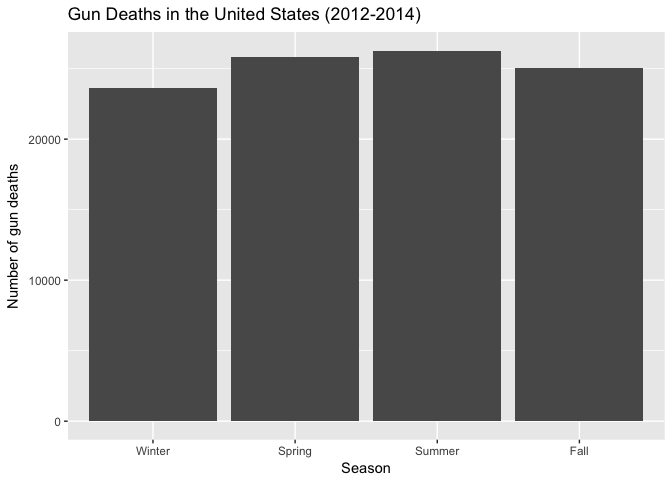 Gun Deaths in the United States (2012-2014)
Number of gun deaths
20000
10000
0
Winter Spring Summer Fall
Season